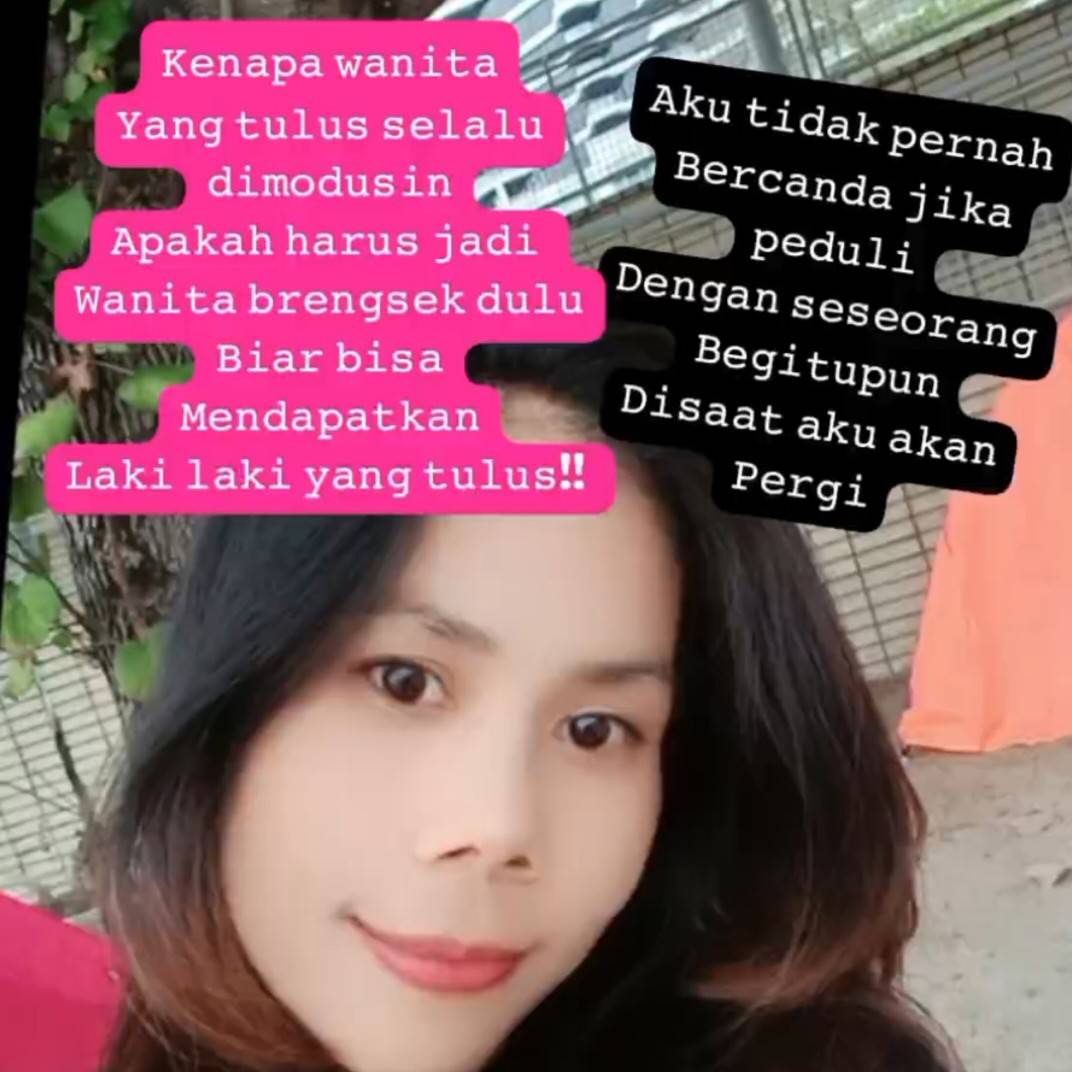 Kenapa wanita
Yang tulus selalu
dimodusin
Apakah harus jadi
Wanita brengsek dulu
Biar bisa
Mendapatkan
Laki laki yang tulus!!
Aku tidak pernah
Bercanda jika
peduli
Dengan seseorang
Begitupun
Disaat aku akan
Pergi